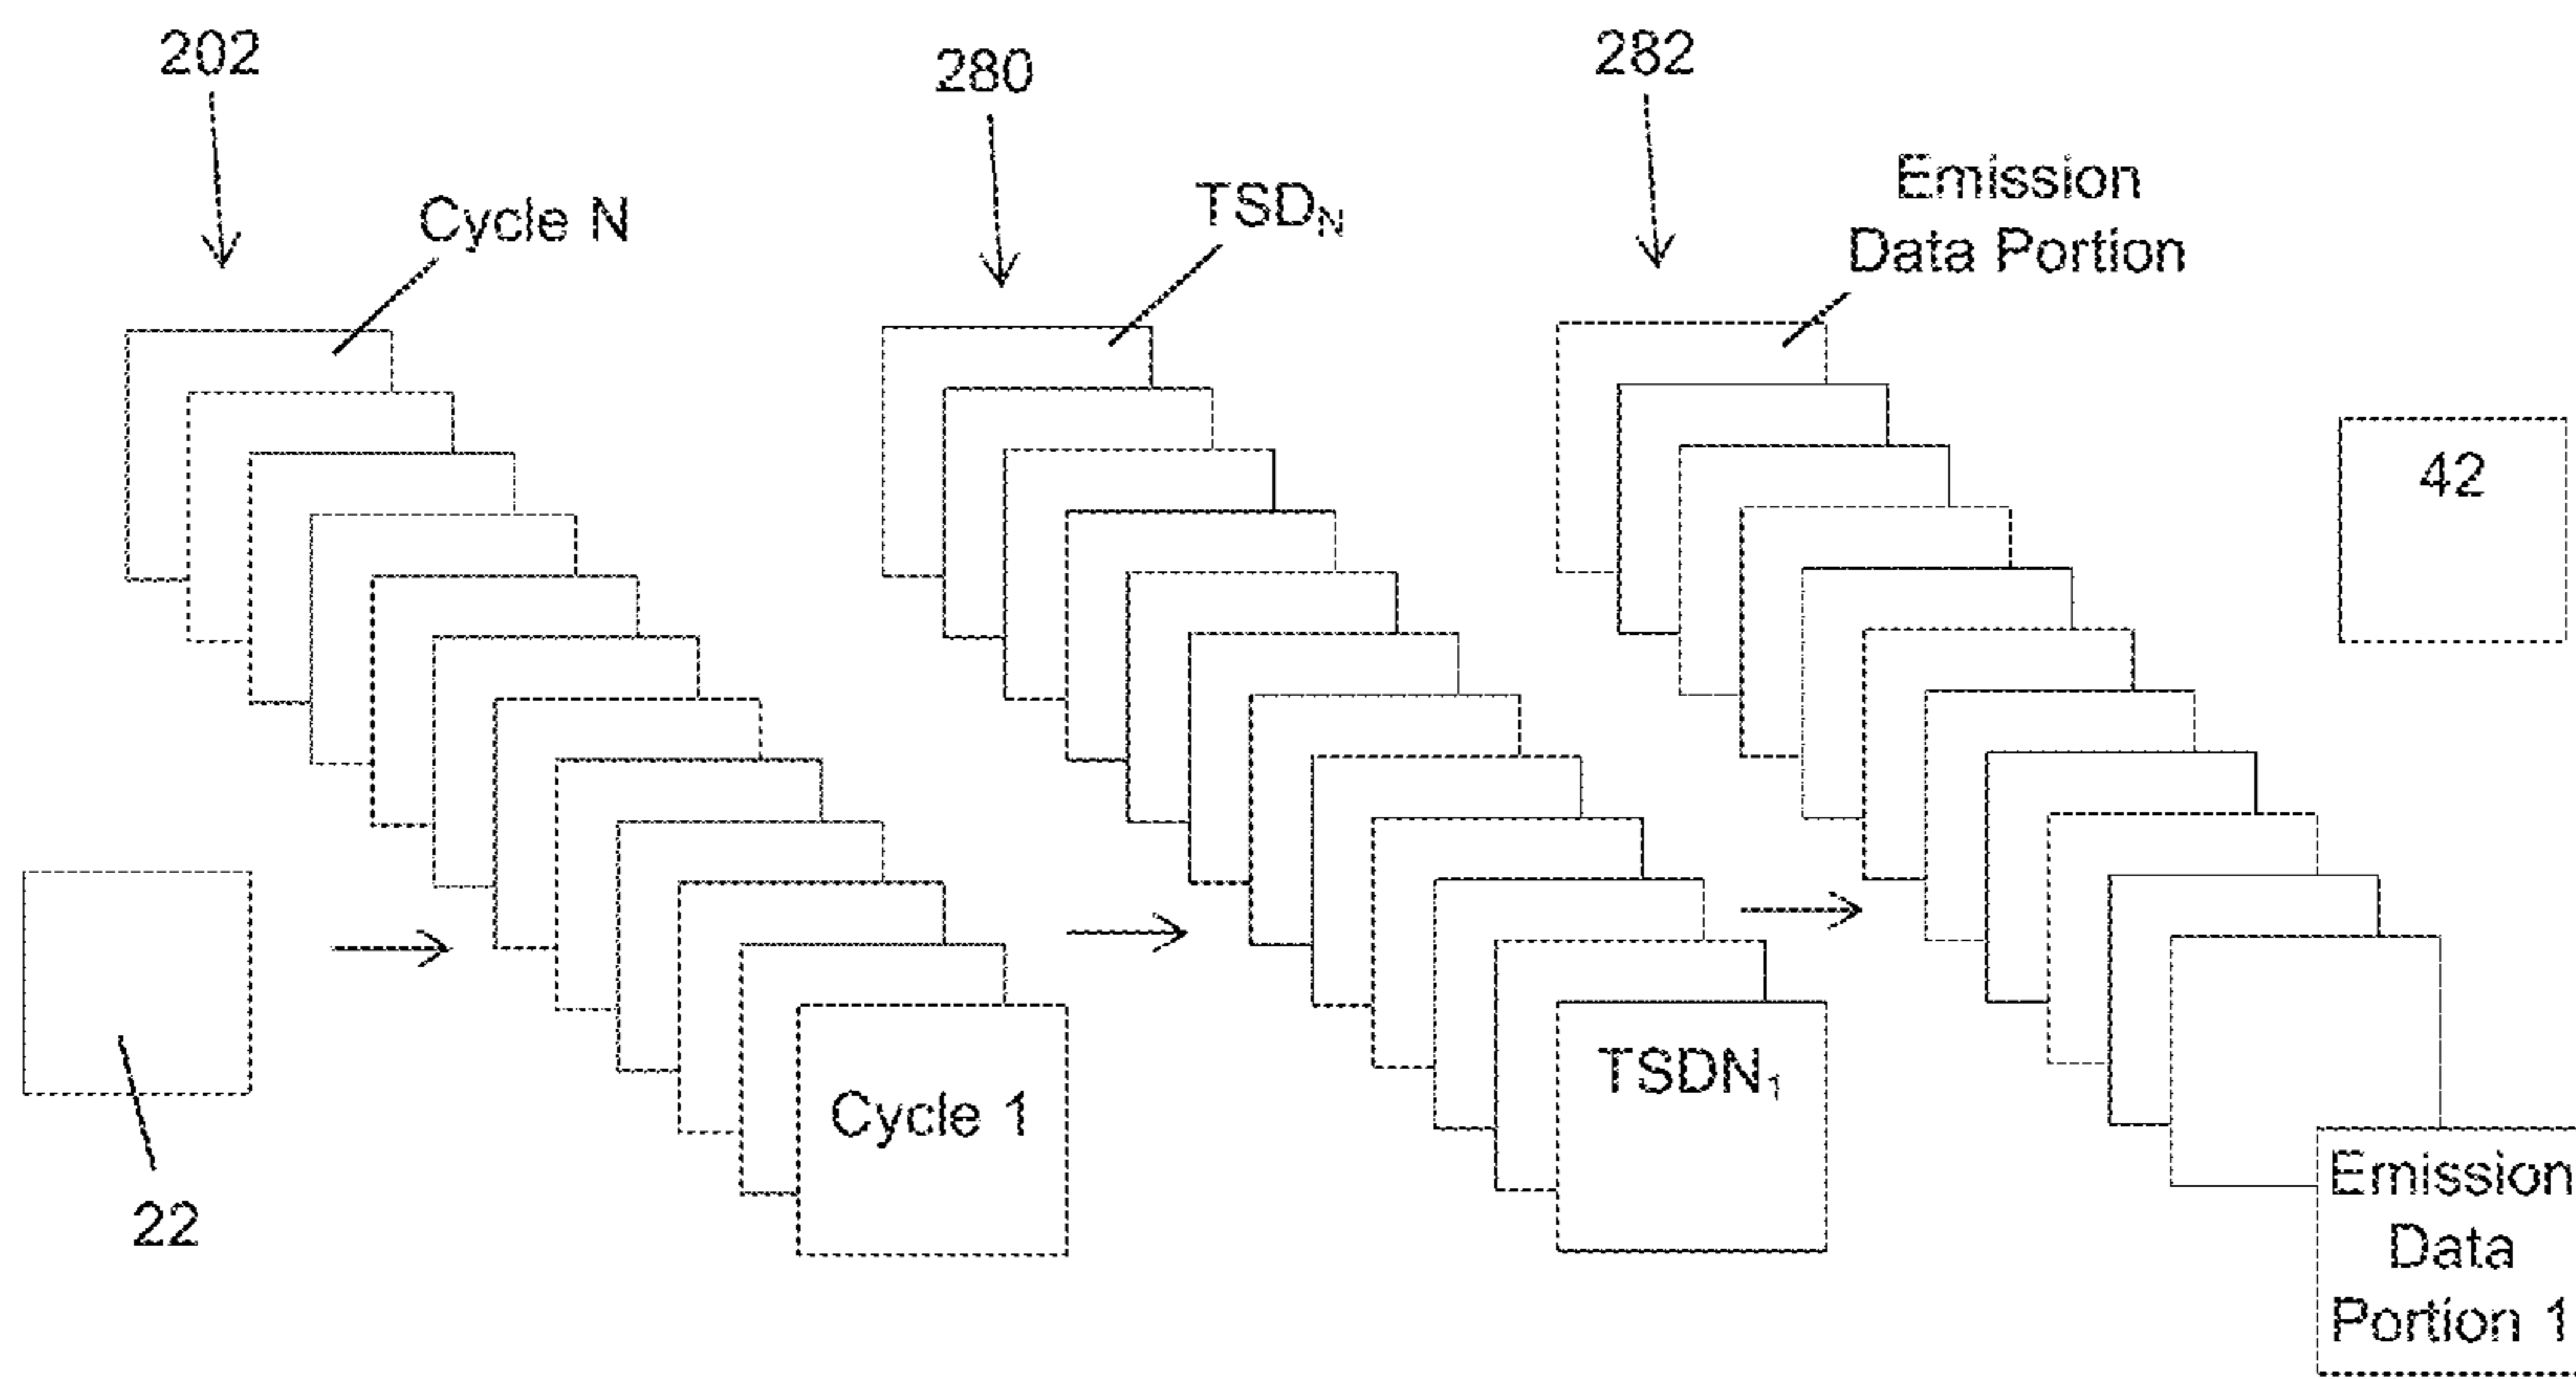 202
280
282
Cycle N
TSDN
Emission
Data Portion
42
Cycle 1
TSDN1
22
Emission
Data
Portion 1